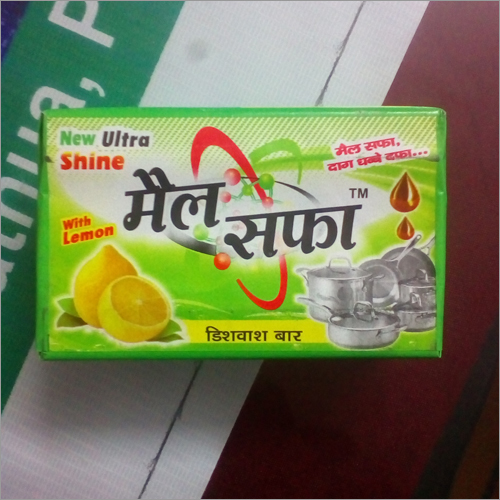 New Ultra
Shine
मैल सफा,
दाग धब्बे दफा...
With
Lemon
मैल
सफा
TM
डिशवाश बार